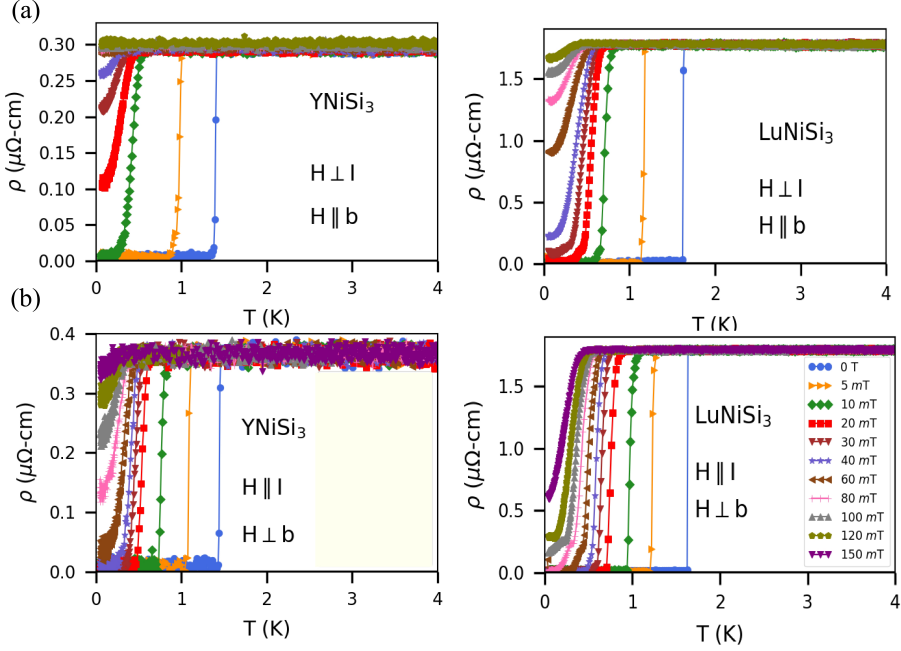 (a)
0.30
0.25
0.20
0.15
0.10
0.05
0.00
ρ (μΩ-cm)
YNiSi3
H ⊥ I
H ∥ b
0 1 2 3 4
T (K)
1.5
1.0
0.5
0.0
ρ (μΩ-cm)
LuNiSi3
H ⊥ I
H ∥ b
0 1 2 3 4
T (K)
(b)
0.4
0.3
0.2
0.1
0.0
ρ (μΩ-cm)
YNiSi3
H ∥ I
H ⊥ b
0 1 2 3 4
T (K)
1.5
1.0
0.5
0.0
ρ (μΩ-cm)
LuNiSi3
H ∥ I
H ⊥ b
0 T
5 mT
10 mT
20 mT
30 mT
40 mT
60 mT
80 mT
100 mT
120 mT
150 mT
0 1 2 3 4
T (K)